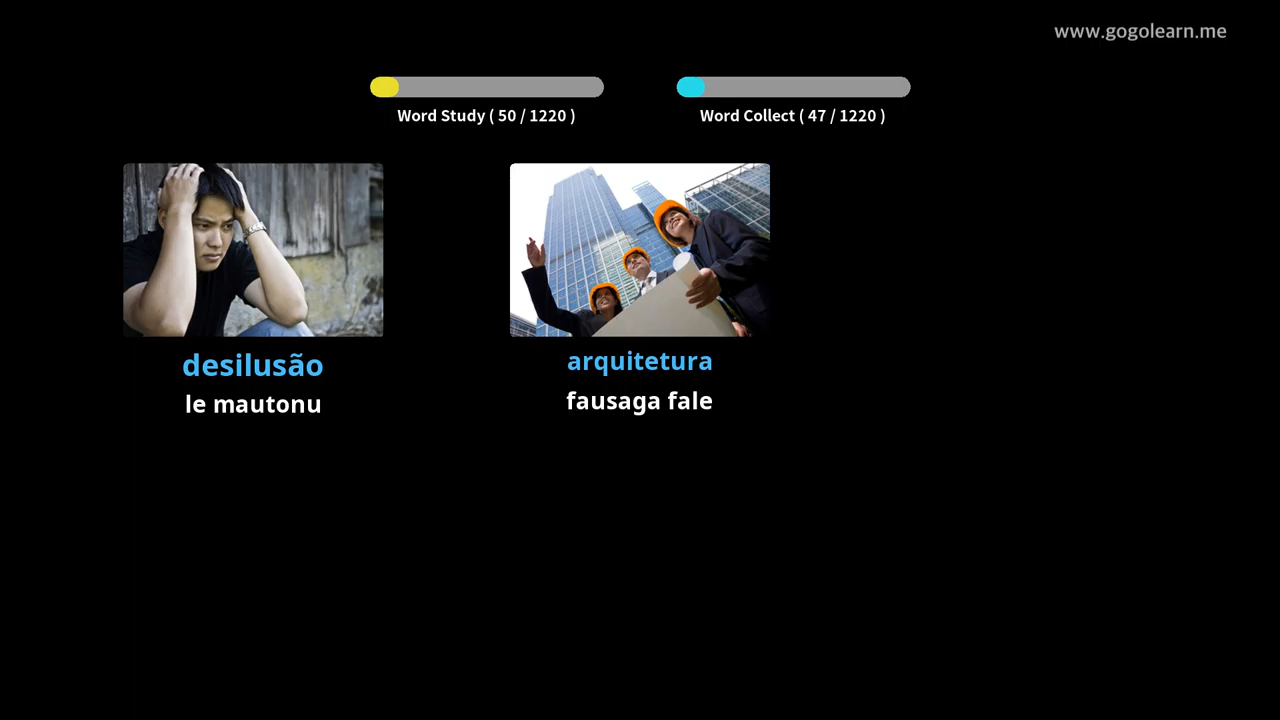 www.gogolearn.me
Word Study ( 50 / 1220 )
Word Collect ( 47 / 1220 )
desilusão
le mautonu
arquitetura
fausaga fale